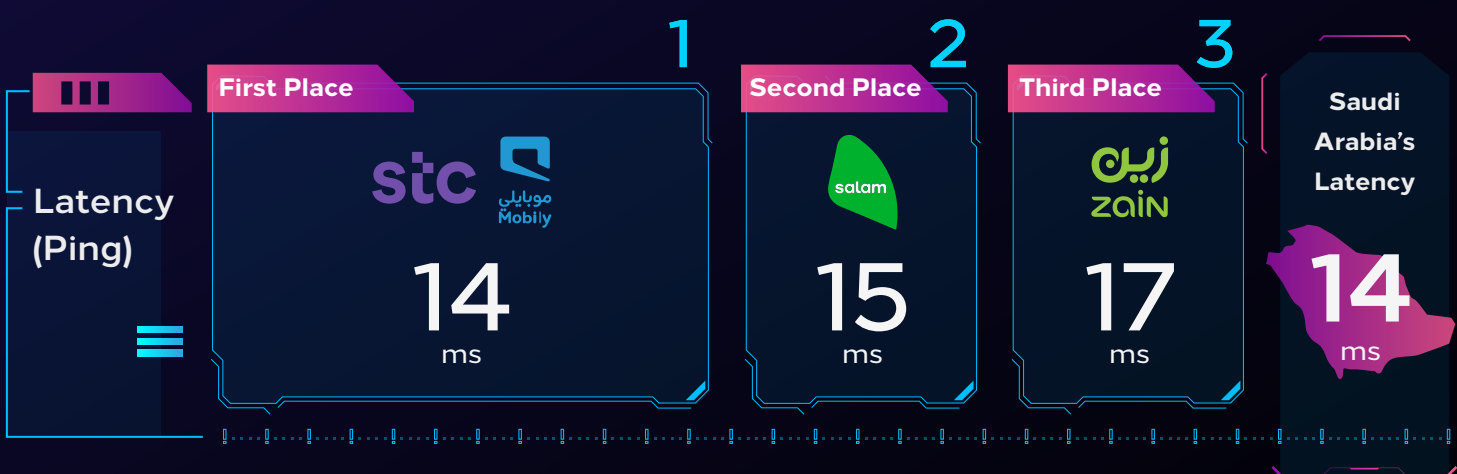 Latency
(Ping)
1
First Place
stc
موبايلي
Mobily
14
ms
2
Second Place
salam
15
ms
3
Third Place
زين
zain
17
ms
Saudi
Arabia's
Latency
14
ms